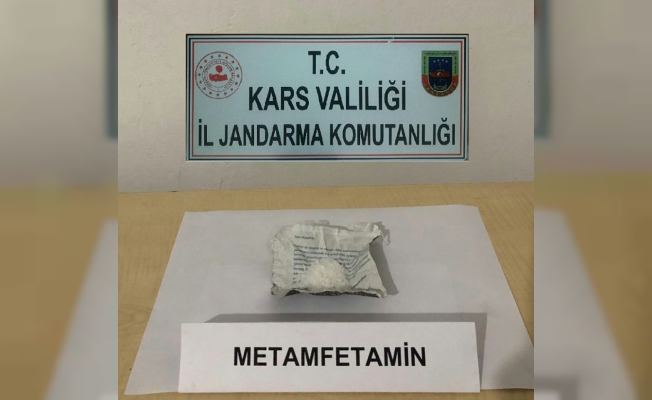 T.C.
KARS VALİLİĞİ
İL JANDARMA KOMUTANLIĞI
METAMFETAMİN